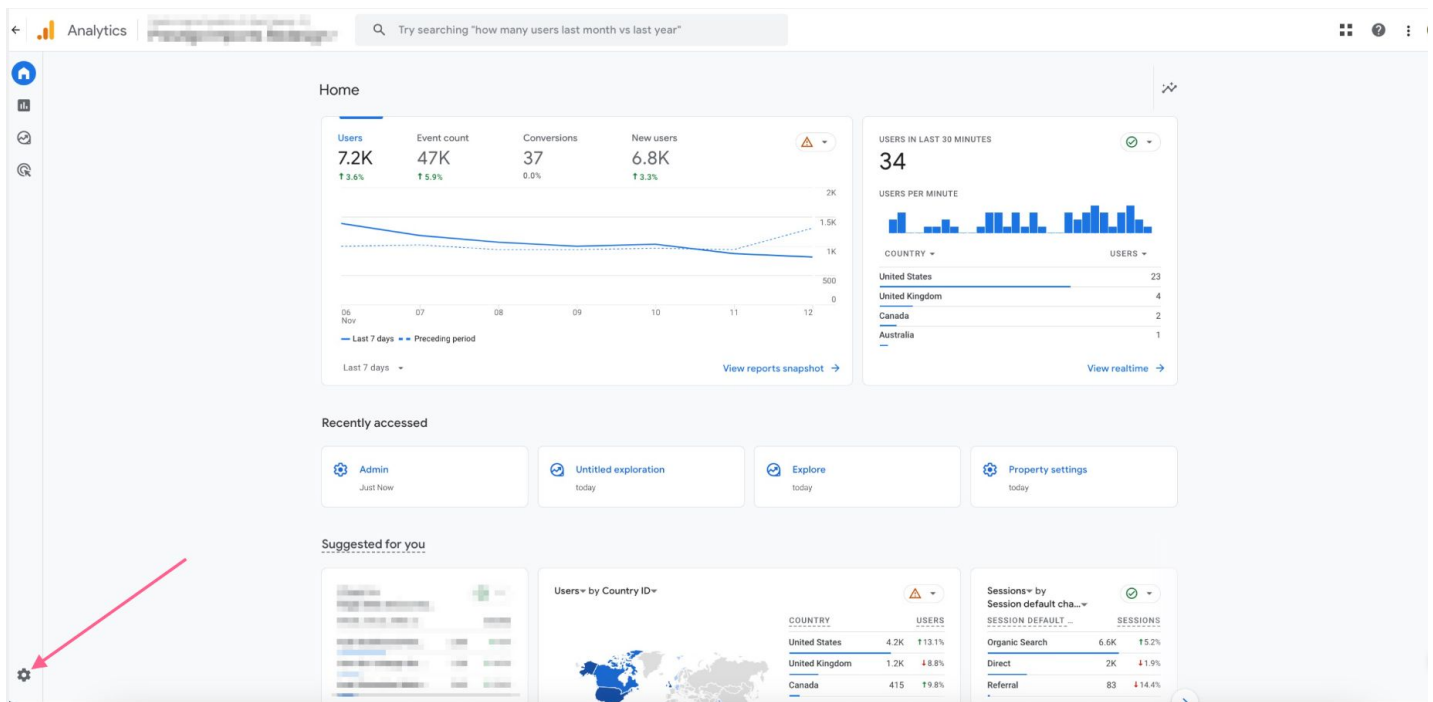 Analytics
Try searching "how many users last month vs last year"
Home
Users Event count Conversions New users
7.2K 47K 37 6.8K
3.6% 5.9% 0.0% 3.3%
2K
1.5K
1K
500
0
06 07 08 09 10 11 12
Nov
Last 7 days Preceding period
Last 7 days
View reports snapshot
USERS IN LAST 30 MINUTES
34
USERS PER MINUTE
COUNTRY USERS
United States 23
United Kingdom 4
Canada 2
Australia 1
View realtime
Recently accessed
Admin
Just Now
Untitled exploration
today
Explore
today
Property settings
today
Suggested for you
Users by Country ID
COUNTRY USERS
United States 4.2K 13.1%
United Kingdom 1.2K 8.8%
Canada 415 19.8%
Sessions by
Session default cha...
SESSION DEFAULT ... SESSIONS
Organic Search 6.6K 5.2%
Direct 2K 1.9%
Referral 83 14.4%